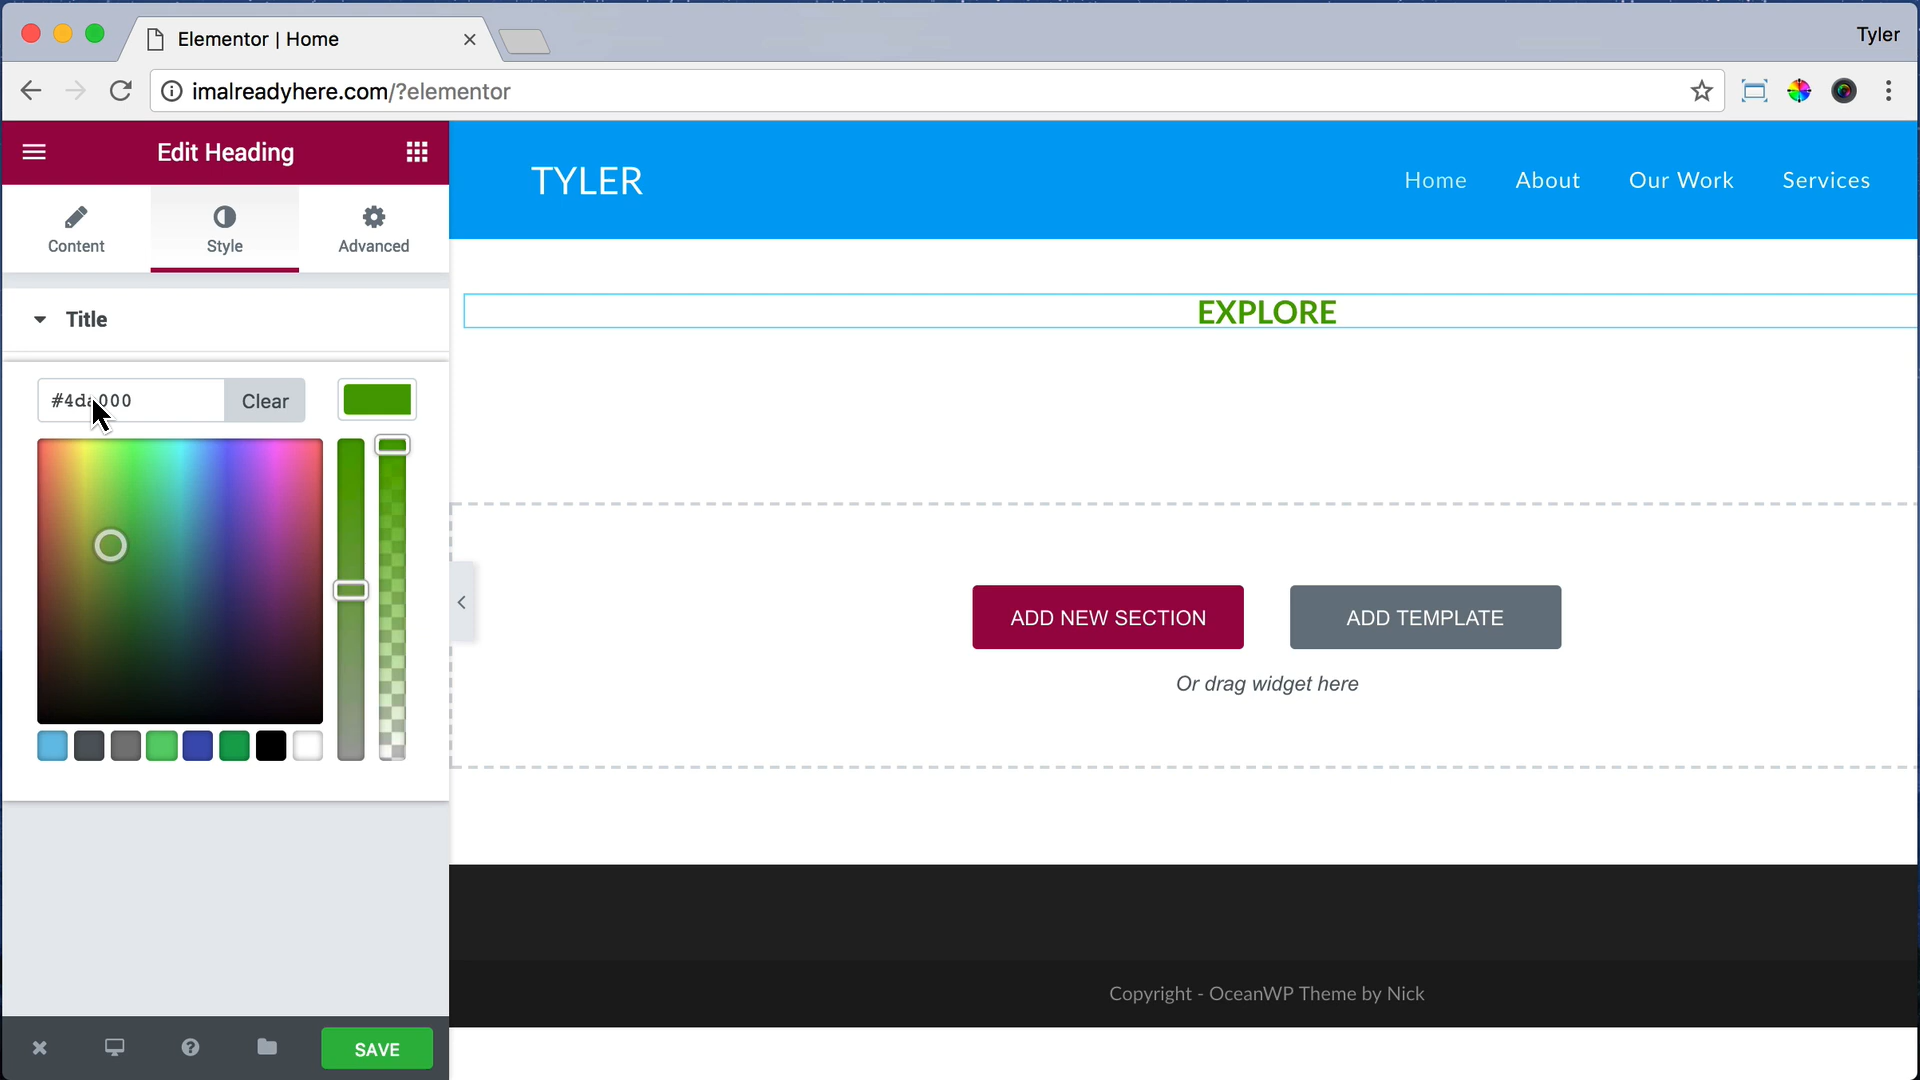 Elementor | Home
Tyler
imalreadyhere.com/?elementor
Edit Heading
Content
Style
Advanced
Title
Clear
TYLER
Home
About
Our Work
Services
EXPLORE
ADD NEW SECTION
ADD TEMPLATE
Or drag widget here
Copyright - OceanWP Theme by Nick
SAVE